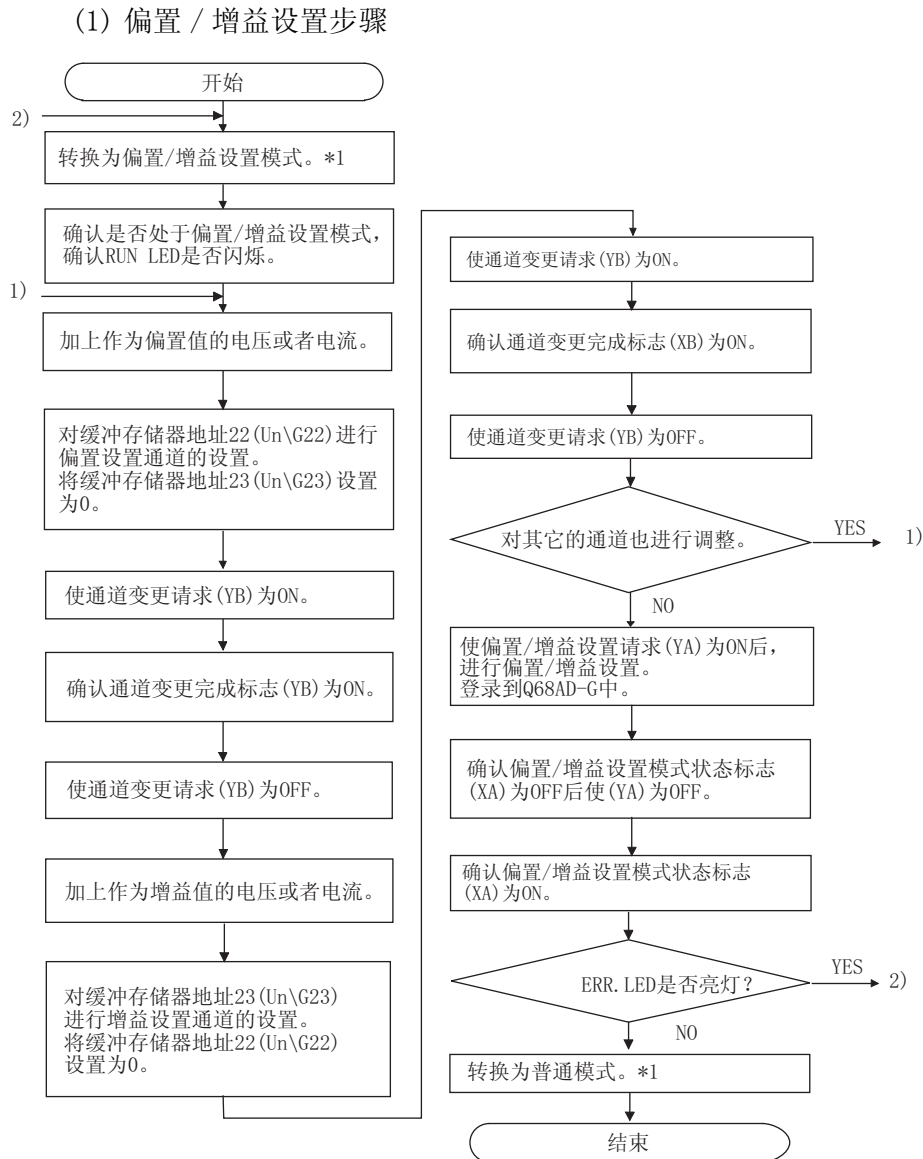 (1) 偏置 / 增益设置步骤
开始
2)
转换为偏置/增益设置模式。*1
确认是否处于偏置/增益设置模式，
确认RUN LED是否闪烁。
1)
加上作为偏置值的电压或者电流。
对缓冲存储器地址22(Un\G22)进行
偏置设置通道的设置。
将缓冲存储器地址23(Un\G23)设置
为0。
使通道变更请求(YB)为ON。
确认通道变更完成标志(YB)为ON。
使通道变更请求(YB)为OFF。
加上作为增益值的电压或者电流。
对缓冲存储器地址23(Un\G23)
进行增益设置通道的设置。
将缓冲存储器地址22(Un\G22)
设置为0。
使通道变更请求(YB)为ON。
确认通道变更完成标志(XB)为ON。
使通道变更请求(YB)为OFF。
对其它的通道也进行调整。
YES
1)
NO
使偏置/增益设置请求(YA)为ON后，
进行偏置/增益设置。
登录到Q68AD-G中。
确认偏置/增益设置模式状态标志
(XA)为OFF后使(YA)为OFF。
确认偏置/增益设置模式状态标志
(XA)为ON。
ERR.LED是否亮灯？
YES
2)
NO
转换为普通模式。*1
结束